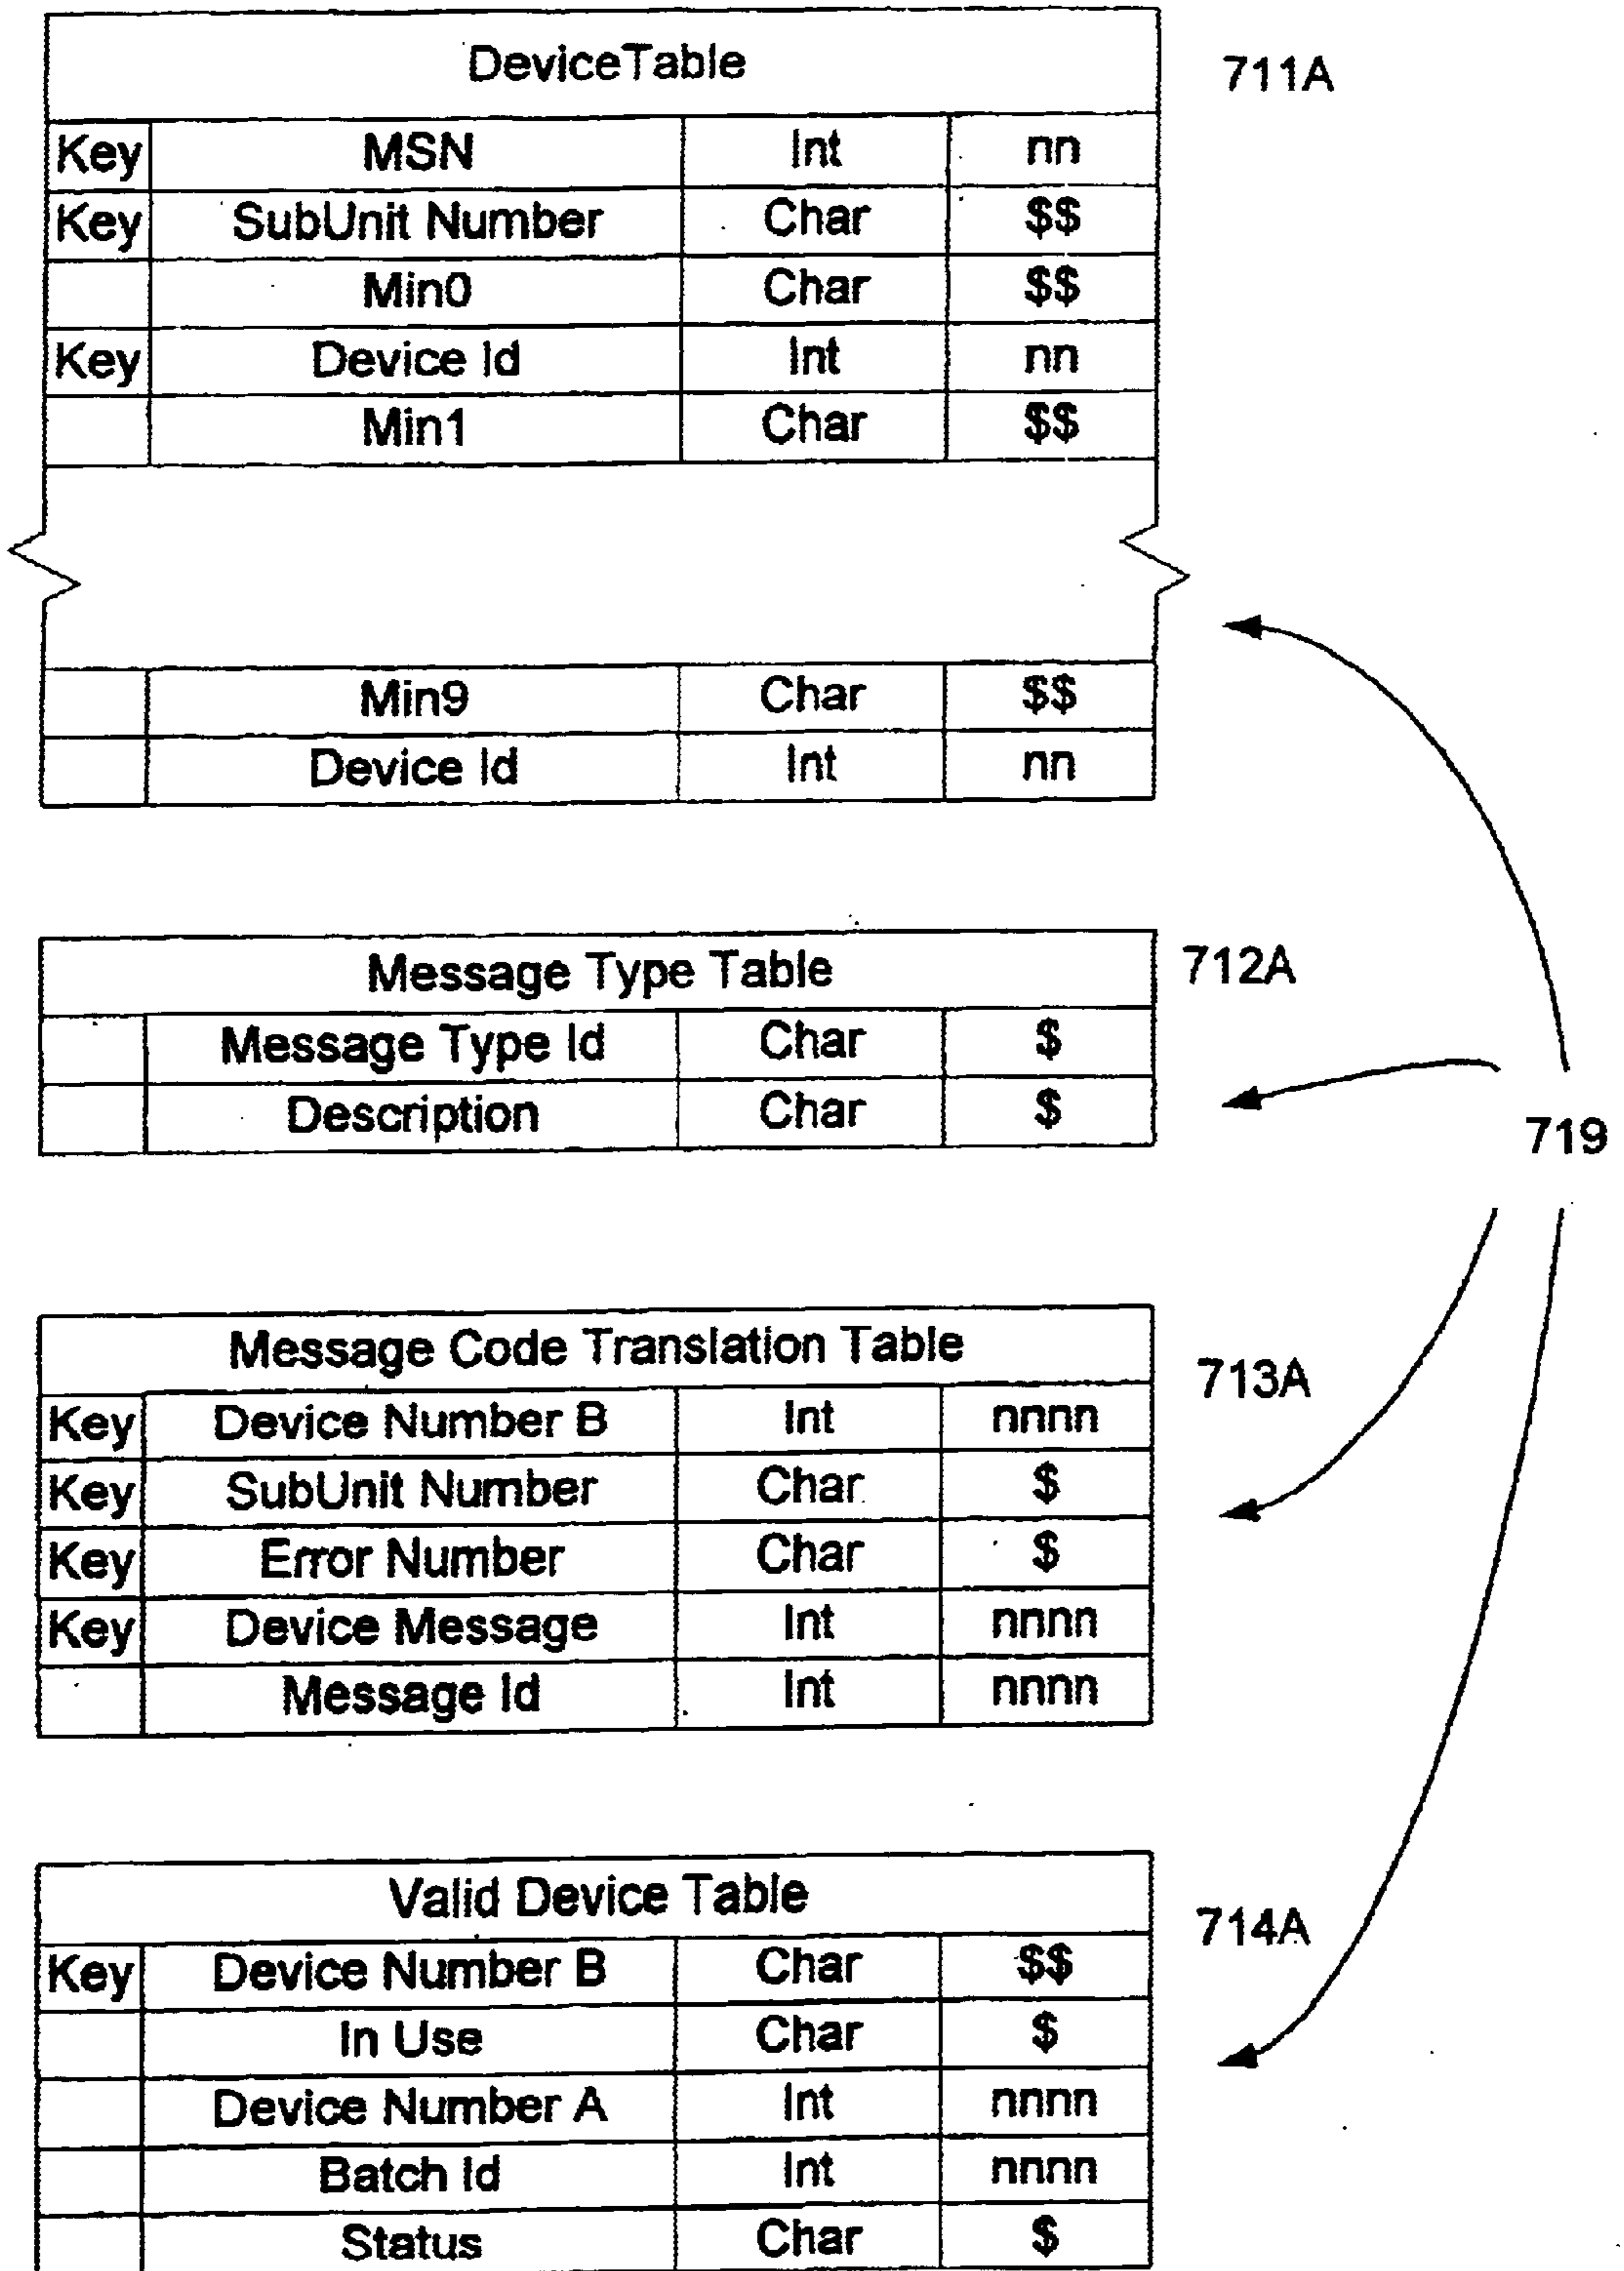 DeviceTable
711A
Key MSN Int nn
Key SubUnit Number Char $$
Min0 Char $$
Key Device Id Int nn
Min1 Char $$
Min9 Char $$
Device Id Int nn
Message Type Table
712A
Message Type Id Char $
Description Char $
719
Message Code Translation Table
713A
Key Device Number B Int nnnn
Key SubUnit Number Char $
Key Error Number Char $
Key Device Message Int nnnn
Message Id Int nnnn
Valid Device Table
714A
Key Device Number B Char $$
In Use Char $
Device Number A Int nnnn
Batch Id Int nnnn
Status Char $